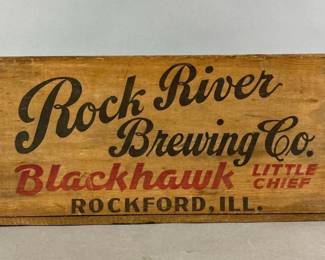 Rock River
Brewing Co.
Blackhawk LITTLE CHIEF
ROCKFORD, ILL.